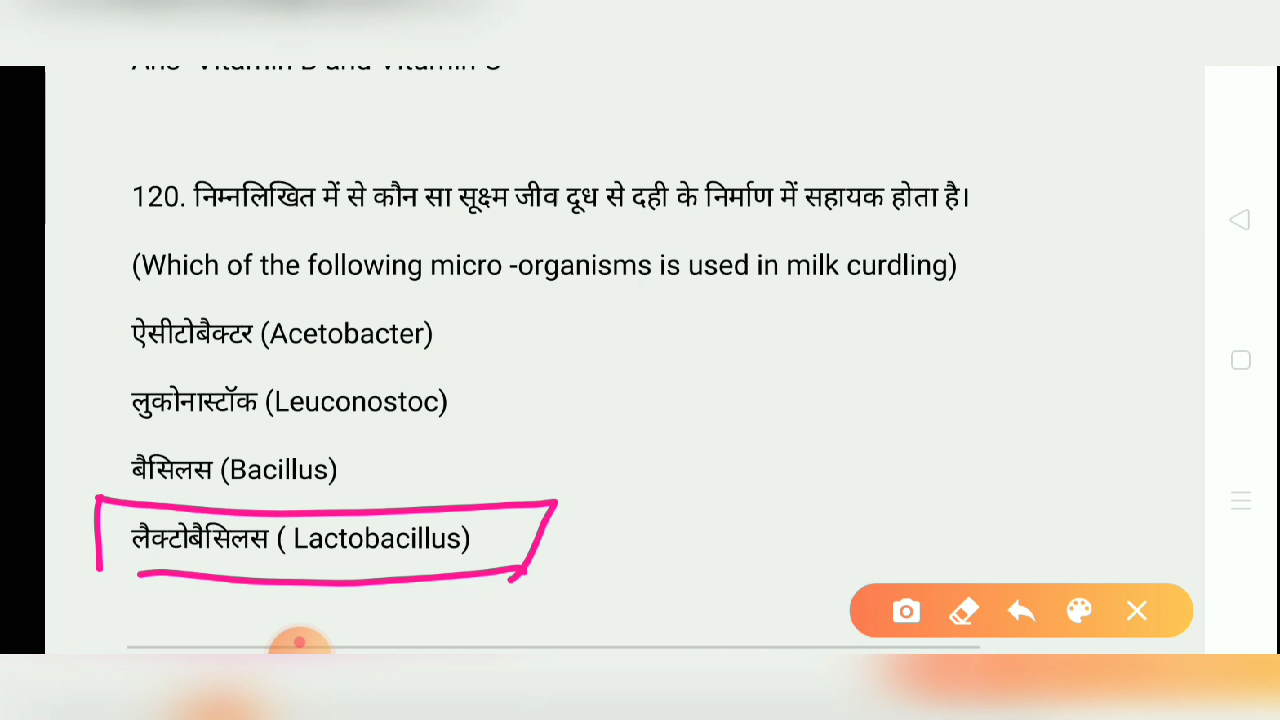 120. निम्नलिखित में से कौन सा सूक्ष्म जीव दूध से दही के निर्माण में सहायक होता है।
(Which of the following micro -organisms is used in milk curdling)
ऐसीटोबैक्टर (Acetobacter)
लुकोनास्टॉक (Leuconostoc)
बैसिलस (Bacillus)
लैक्टोबैसिलस ( Lactobacillus)